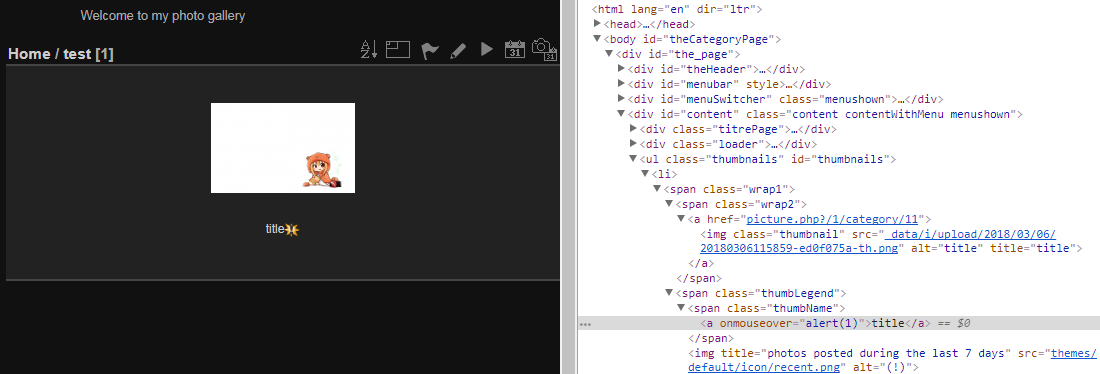 Welcome to my photo gallery
Home / test [1]
A
Z
31
31
title
<html lang="en" dir="ltr">
▶<head>…</head>
▼<body id="theCategoryPage">
▼<div id="the_page">
▶<div id="theHeader">…</div>
▶<div id="menubar" style>…</div>
▶<div id="menuSwitcher" class="menushown">…</div>
▼<div id="content" class="content contentWithMenu menushown">
▶<div class="titrePage">…</div>
▶<div class="loader">…</div>
▼<ul class="thumbnails" id="thumbnails">
▼<li>
▼<span class="wrap1">
▼<span class="wrap2">
▼<a href="picture.php?/1/category/11">
<img class="thumbnail" src="_data/i/upload/2018/03/06/
20180306115859-ed0f075a-th.png" alt="title" title="title">
</a>
</span>
▼<span class="thumbLegend">
▼<span class="thumbName">
… <a onmouseover="alert(1)">title</a> == $0
</span>
<img title="photos posted during the last 7 days" src="themes/
default/icon/recent.png" alt="(!)">